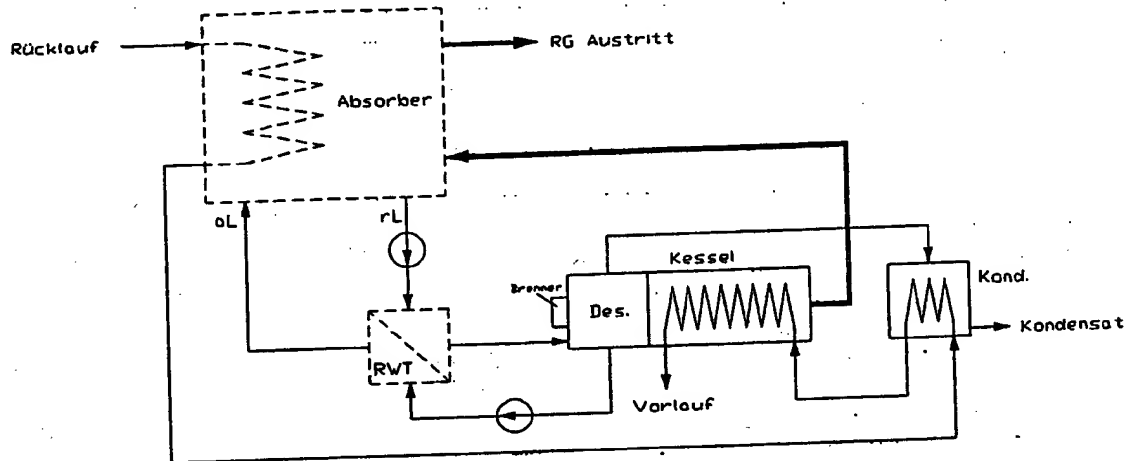 Rücklauf
RG Austritt
Absorber
aL
rL
Kessel
Kond.
Brenner
Des.
Kondensat
RWT
Vorlauf